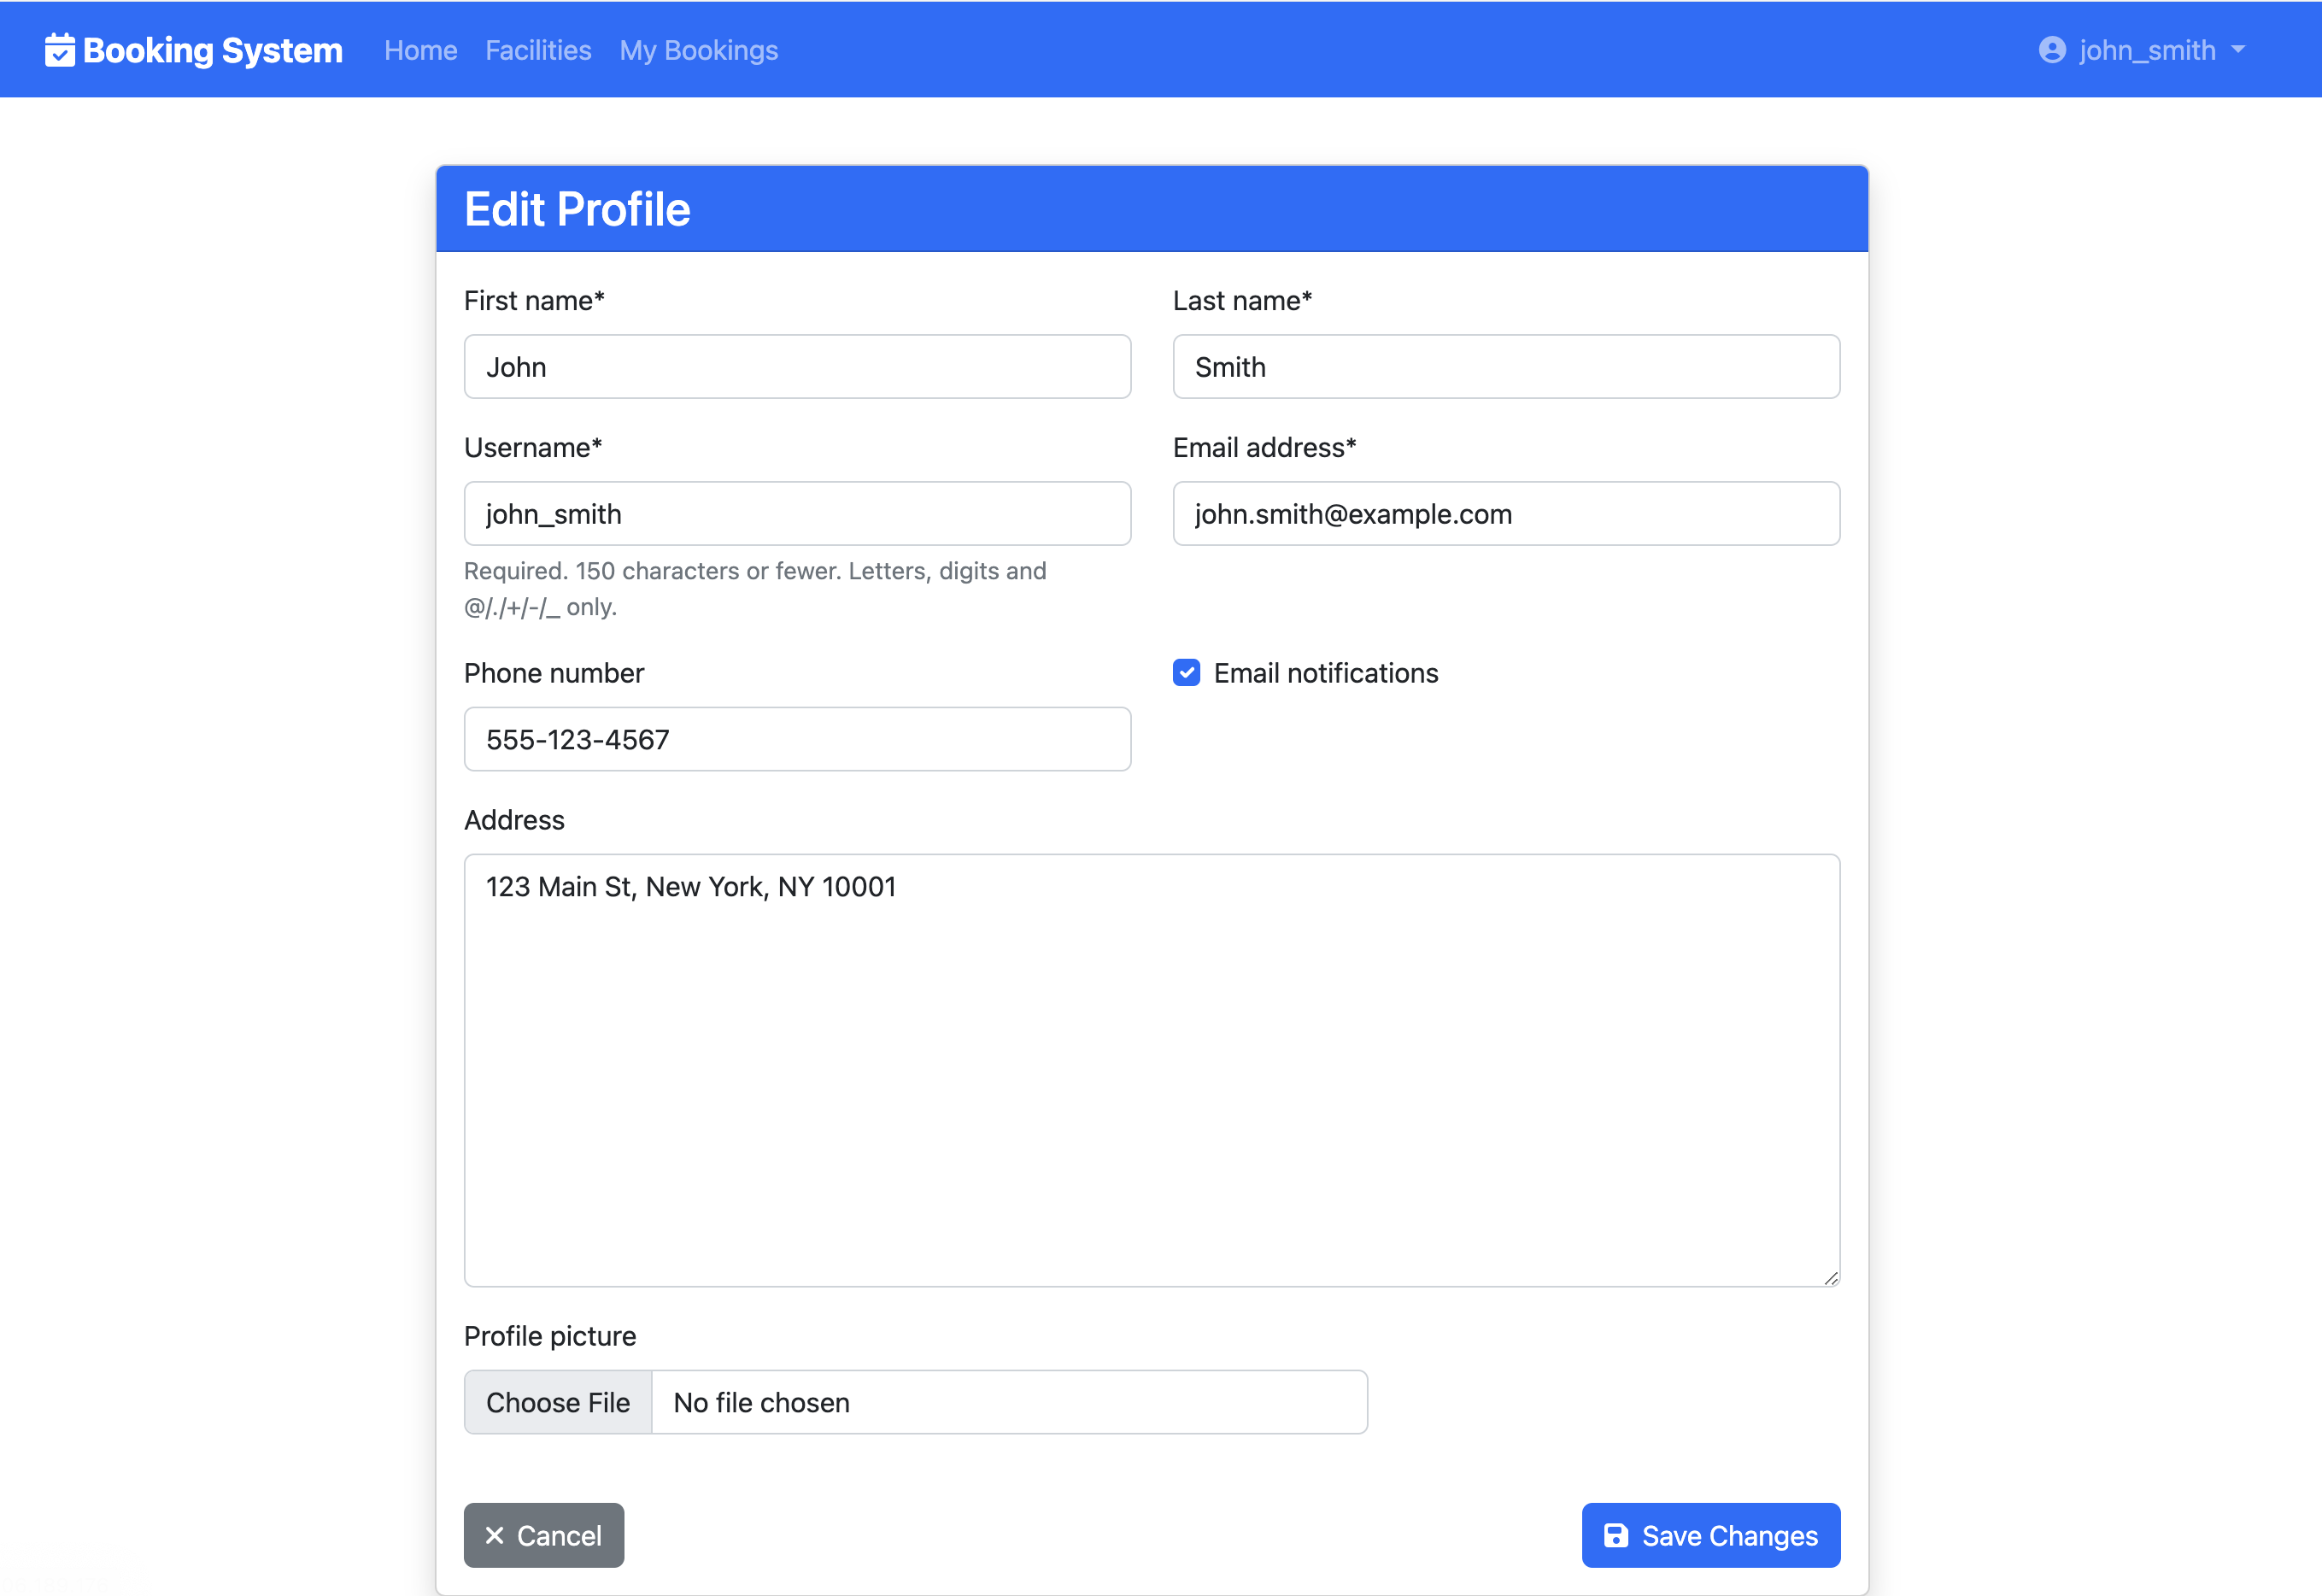 Booking System Home Facilities My Bookings john_smith
Edit Profile
First name*
Last name*
John
Smith
Username*
Email address*
john_smith
john.smith@example.com
Required. 150 characters or fewer. Letters, digits and
@/./+/-/_ only.
Phone number
Email notifications
555-123-4567
Address
123 Main St, New York, NY 10001
Profile picture
Choose File No file chosen
Cancel
Save Changes